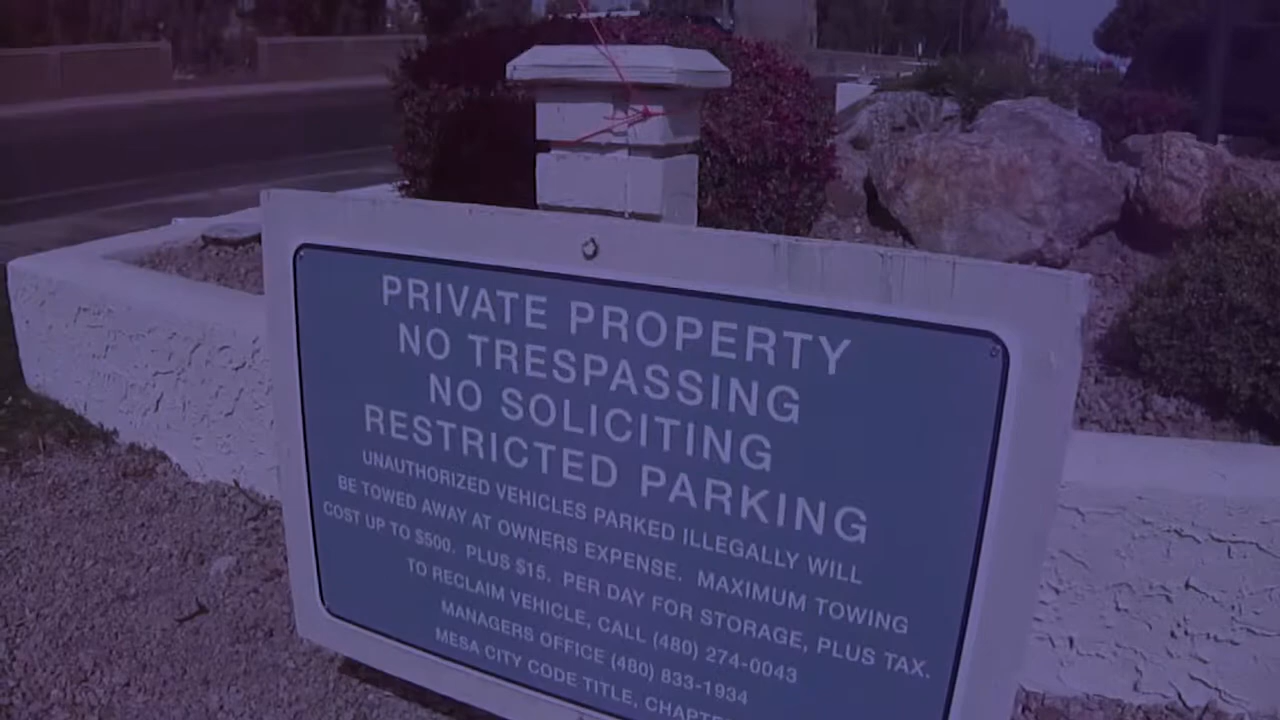 PRIVATE PROPERTY
NO TRESPASSING
NO SOLICITING
RESTRICTED PARKING
UNAUTHORIZED VEHICLES PARKED ILLEGALLY WILL
BE TOWED AWAY AT OWNERS EXPENSE. MAXIMUM TOWING
COST UP TO $500. PLUS $15. PER DAY FOR STORAGE, PLUS TAX.
TO RECLAIM VEHICLE, CALL (480) 274-0043
MANAGERS OFFICE (480) 833-1934
MESA CITY CODE TITLE,